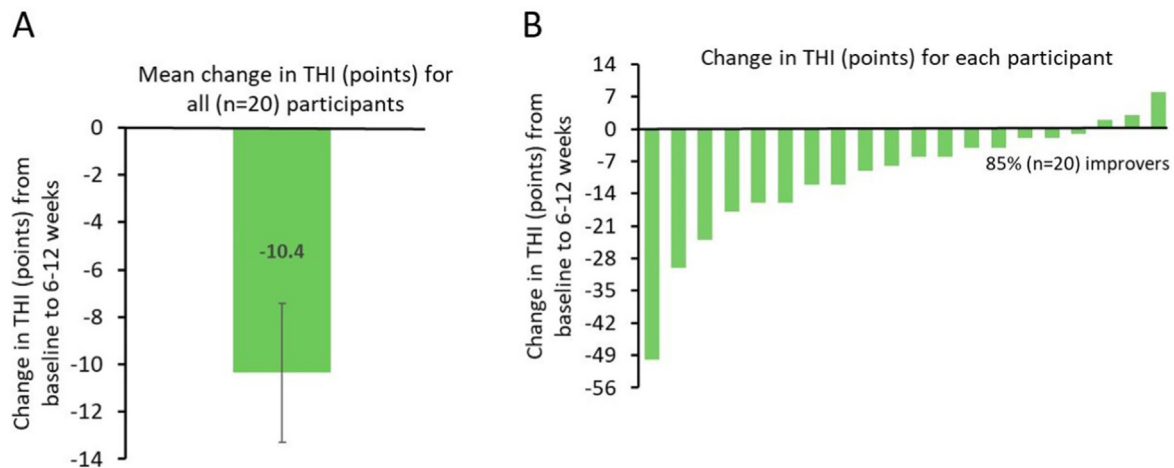 A
Mean change in THI (points) for
all (n=20) participants
Change in THI (points) from
baseline to 6-12 weeks
0
-2
-4
-6
-8
-10
-12
-14
-10.4
B
Change in THI (points) for each participant
Change in THI (points) from
baseline to 6-12 weeks
14
7
0
-7
-14
-21
-28
-35
-42
-49
-56
85% (n=20) improvers